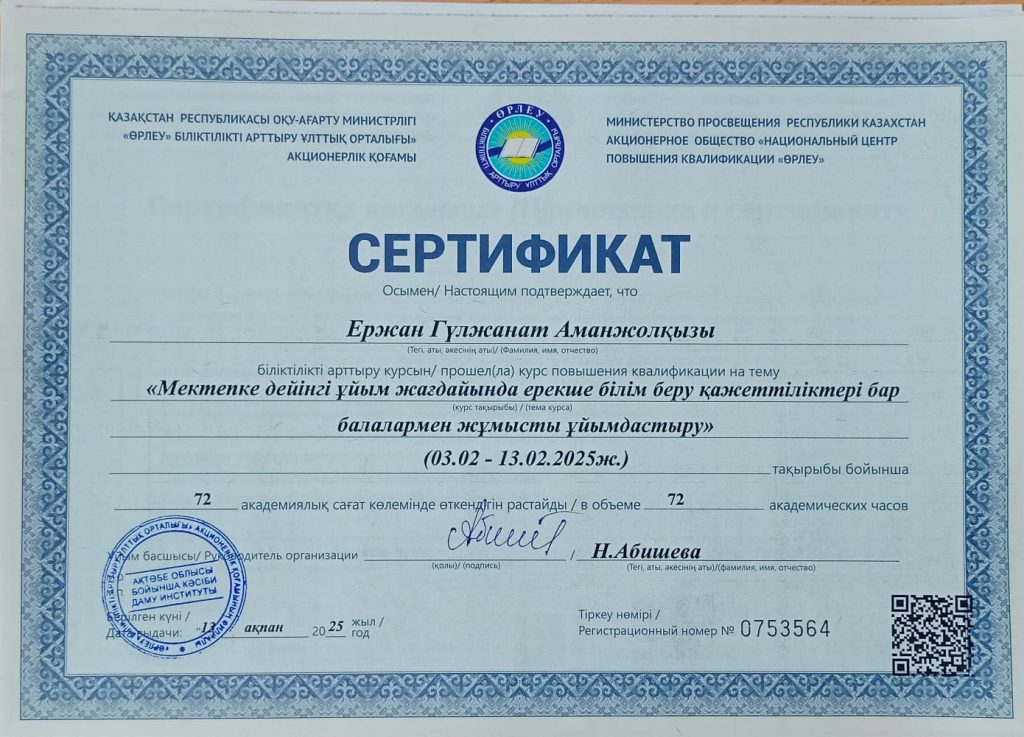 ҚАЗАҚСТАН РЕСПУБЛИКАСЫ ОҚУ-АҒАРТУ МИНИСТРЛІГІ
«ӨРЛЕУ» БІЛІКТІЛІКТІ АРТТЫРУ ҰЛТТЫҚ ОРТАЛЫҒЫ»
АКЦИОНЕРЛІК ҚОҒАМЫ
ӨРЛЕУ
БІЛІКТІЛІКТІ АРТТЫРУ ҰЛТТЫҚ ОРТАЛЫҒЫ
МИНИСТЕРСТВО ПРОСВЕЩЕНИЯ РЕСПУБЛИКИ КАЗАХСТАН
АКЦИОНЕРНОЕ ОБЩЕСТВО «НАЦИОНАЛЬНЫЙ ЦЕНТР
ПОВЫШЕНИЯ КВАЛИФИКАЦИИ «ӨРЛЕУ»
СЕРТИФИКАТ
Осымен/ Настоящим подтверждает, что
Ержан Гүлжанат Аманжолқызы
(Тегі, аты, әкесінің аты)/ (Фамилия, имя, отчество)
біліктілікті арттыру курсын/ прошел(ла) курс повышения квалификации на тему
«Мектепке дейінгі ұйым жағдайында ерекше білім беру қажеттіліктері бар
(курс тақырыбы) / (тема курса)
балалармен жұмысты ұйымдастыру»
(03.02 - 13.02.2025ж.)
тақырыбы бойынша
72 академиялық сағат көлемінде өткендігін растайды / в объеме 72 академических часов
Ұйым басшысы/ Руководитель организации / Н.Абишева
(қолы)/ (подпись) (Тегі, аты, әкесінің аты)/(фамилия, имя, отчество)
АҚТӨБЕ ОБЛЫСЫ
БОЙЫНША КӘСІБИ
ДАМУ ИНСТИТУТЫ
Берілген күні /
Дата выдачи: "13 ақпан 2025 жыл / год
Тіркеу нөмірі /
Регистрационный номер № 0753564